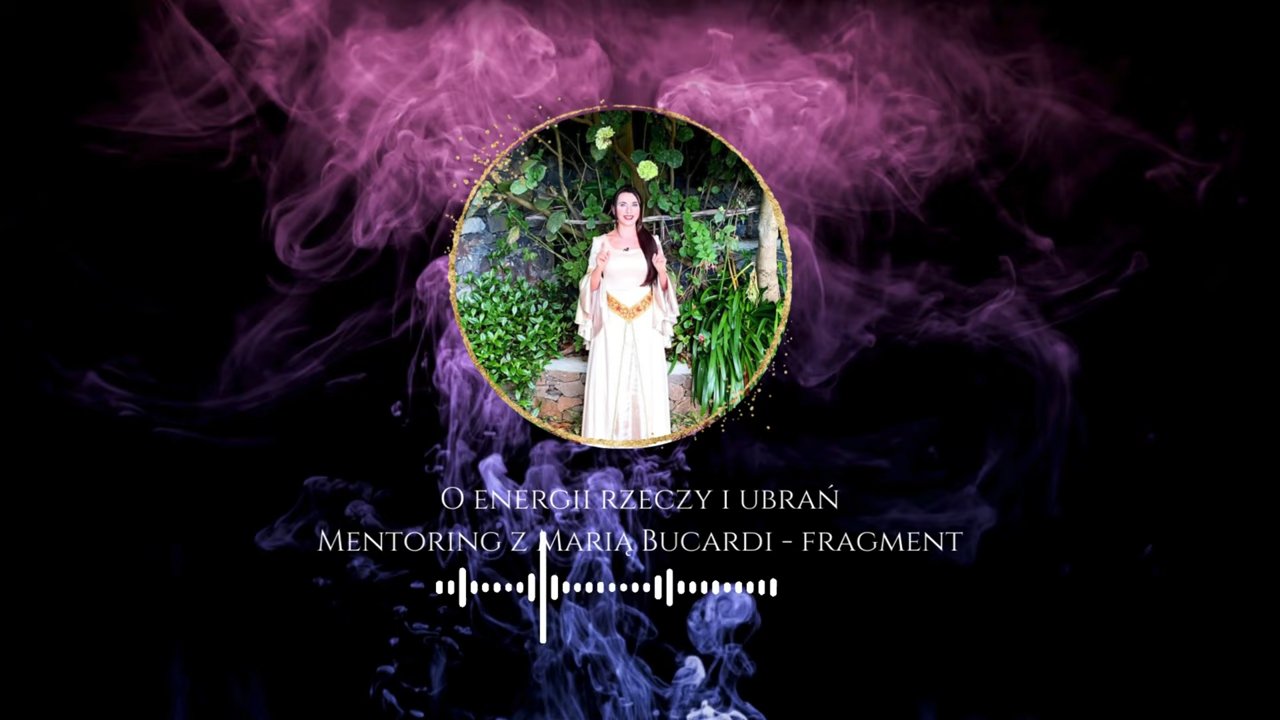 O energii rzeczy i ubrań
Mentoring z Marią Bucardi - fragment